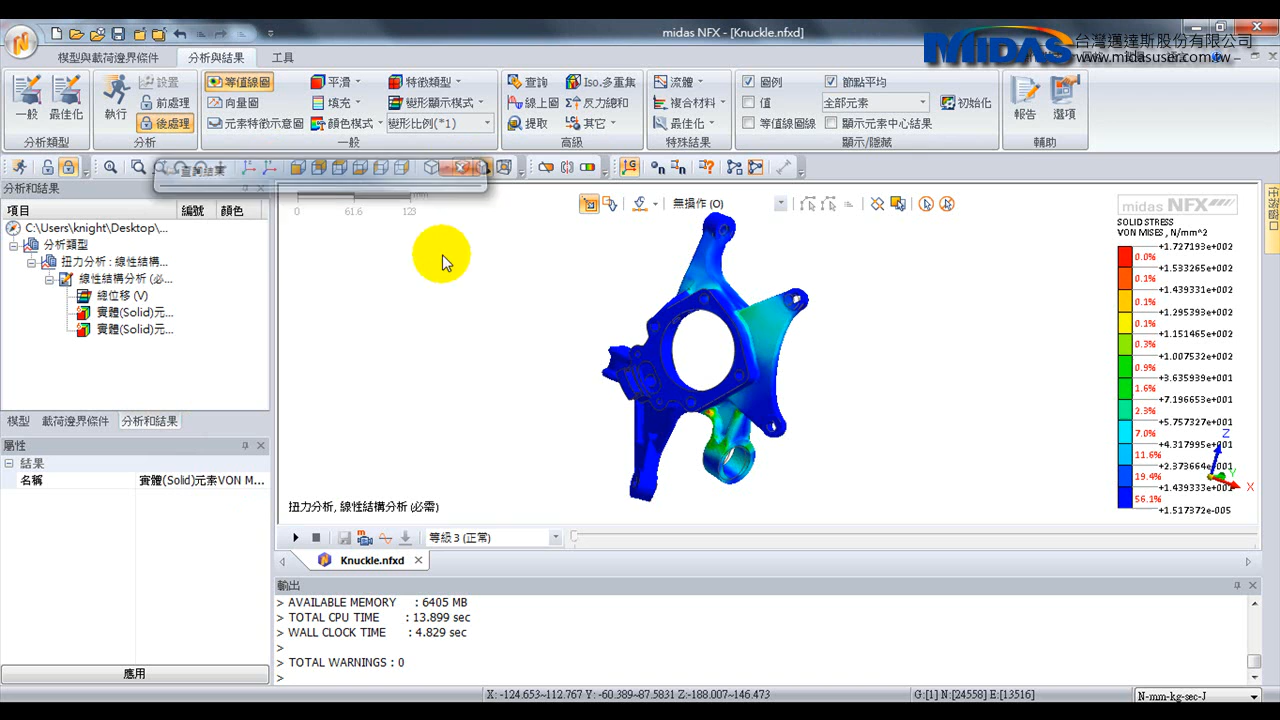 midas NFX - [Knuckle.nfxd]
MIDAS 台灣邁達斯股份有限公司
www.midasuser.com.tw
模型與載荷邊界條件 分析與結果 工具
一般 最佳化 分析類型
執行 設置 前處理 後處理 分析
等值線圖 平滑 特徵類型
向量圖 填充 變形顯示模式
元素特徵示意圖 顏色模式 變形比例(*1)
一般
查詢 Iso.多重集
線上圖 力的總和
提取 其它
高級
流體
複合材料
最佳化
特殊結果
圖例 節點平均
值 全部元素 初始化
等值線圖線 顯示元素中心結果
顯示/隱藏
報告 選項
輔助
分析和結果
項目 編號 顏色
C:\Users\knight\Desktop\...
分析類型
扭力分析 : 線性結構...
線性結構分析 (必...
總位移 (V)
實體(Solid)元...
實體(Solid)元...
模型 載荷邊界條件 分析和結果
屬性
結果
名稱 實體(Solid)元素VON M...
應用
mm
0 61.6 123
無操作 (O)
midas NFX
SOLID STRESS
VON MISES, N/mm^2
+1.727193e+002
0.0%
+1.533265e+002
0.1%
+1.439331e+002
0.1%
+1.295393e+002
0.1%
+1.151465e+002
0.3%
+1.007532e+002
0.9%
+3.635939e+001
1.6%
+7.196653e+001
2.3%
+5.757327e+001
7.0%
+4.317995e+001
11.6%
+2.373664e+001
19.4%
+1.439333e+001
56.1%
+1.517372e-005
Z
Y
X
扭力分析, 線性結構分析 (必需)
等級 3 (正常)
Knuckle.nfxd
輸出
> AVAILABLE MEMORY : 6405 MB
> TOTAL CPU TIME : 13.899 sec
> WALL CLOCK TIME : 4.829 sec
>
> TOTAL WARNINGS : 0
>
X: -124.653~112.767 Y: -60.389~87.5831 Z:-188.007~146.473 G:[1] N:[24558] E:[13516] N-mm-kg-sec-J